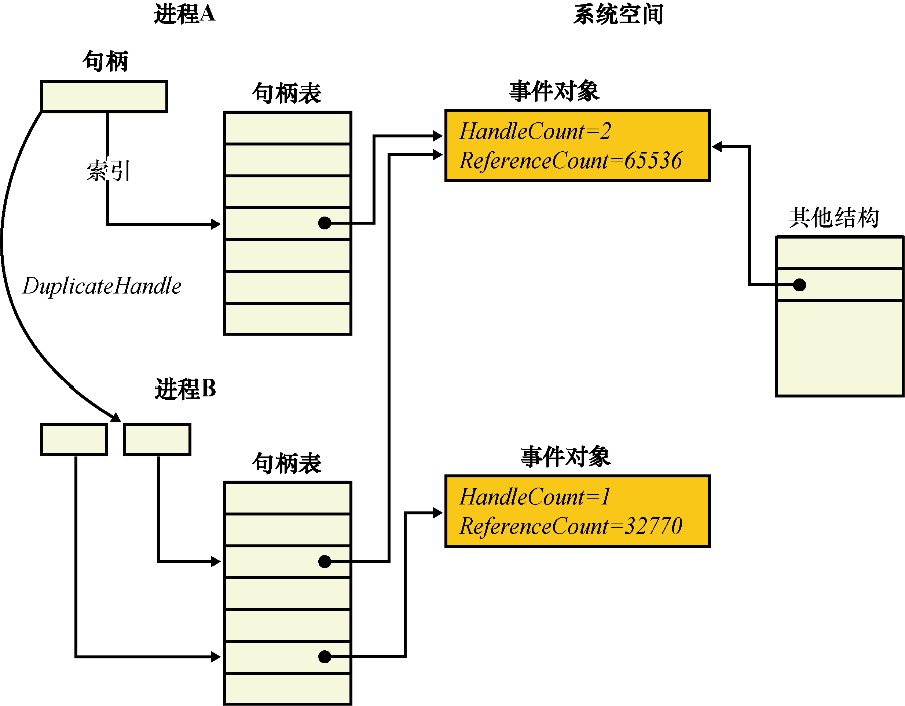 进程A
系统空间
句柄
句柄表
事件对象
HandleCount=2
ReferenceCount=65536
索引
其他结构
DuplicateHandle
进程B
句柄表
事件对象
HandleCount=1
ReferenceCount=32770